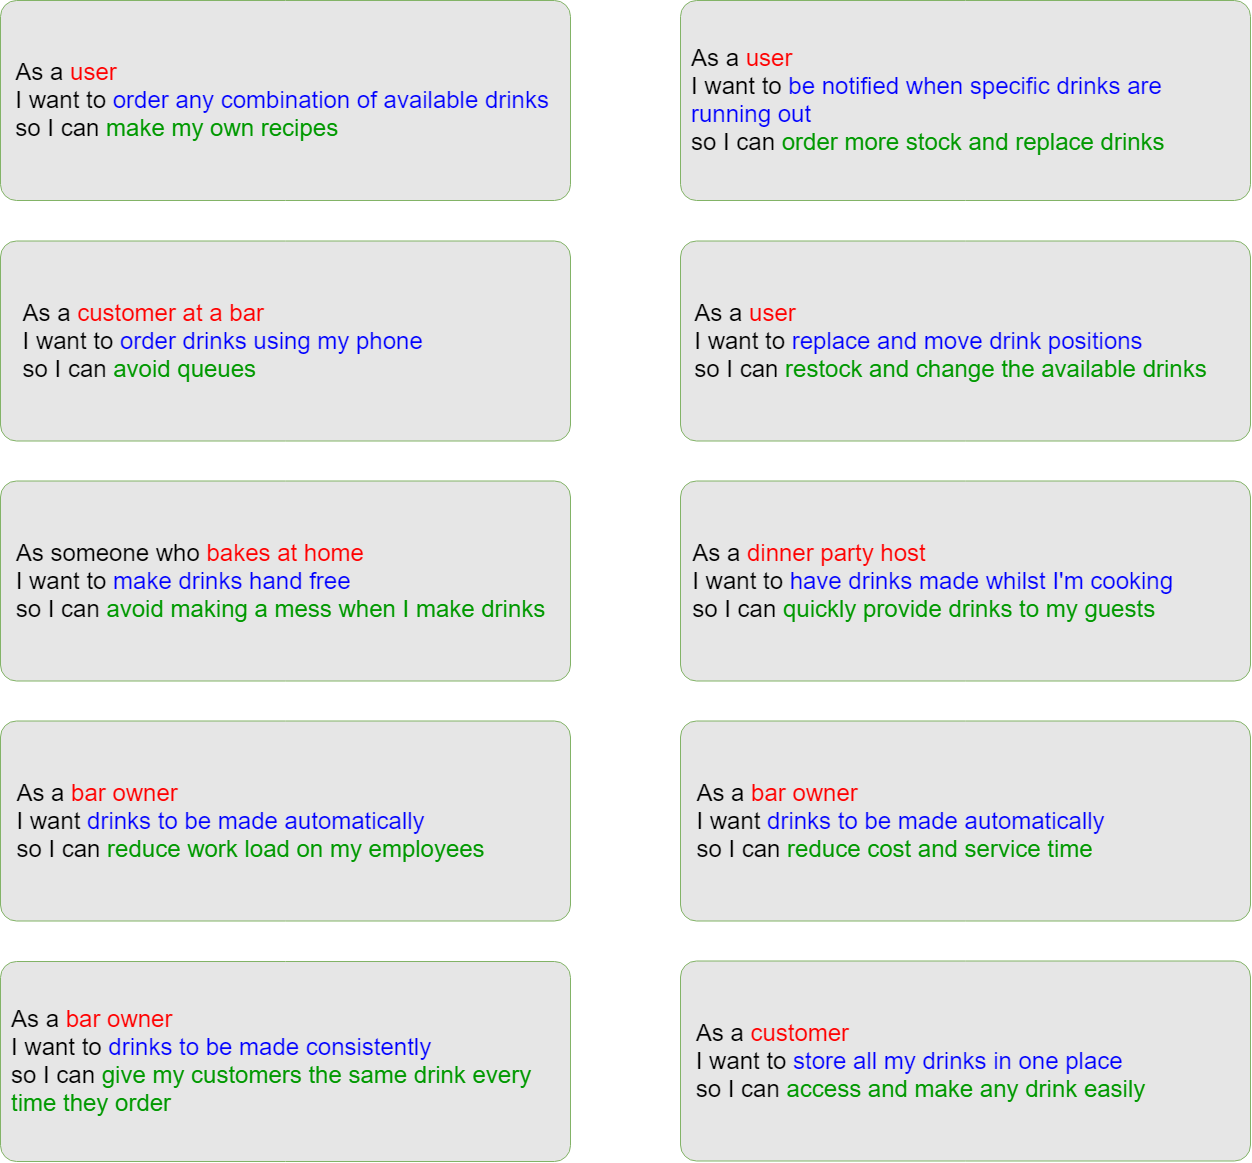 As a user
I want to order any combination of available drinks
so I can make my own recipes
As a user
I want to be notified when specific drinks are
running out
so I can order more stock and replace drinks
As a customer at a bar
I want to order drinks using my phone
so I can avoid queues
As a user
I want to replace and move drink positions
so I can restock and change the available drinks
As someone who bakes at home
I want to make drinks hand free
so I can avoid making a mess when I make drinks
As a dinner party host
I want to have drinks made whilst I'm cooking
so I can quickly provide drinks to my guests
As a bar owner
I want drinks to be made automatically
so I can reduce work load on my employees
As a bar owner
I want drinks to be made automatically
so I can reduce cost and service time
As a bar owner
I want to drinks to be made consistently
so I can give my customers the same drink every
time they order
As a customer
I want to store all my drinks in one place
so I can access and make any drink easily